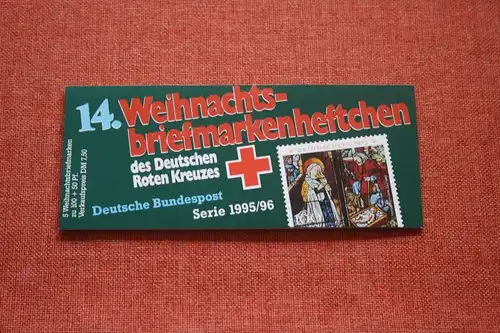 14. Weihnachts-
briefmarkenheftchen
des Deutschen
Roten Kreuzes
Deutsche Bundespost
Serie 1995/96
5 Weihnachtsbriefmarken
zu 100 + 50 Pf.
Verkaufspreis DM 7,50